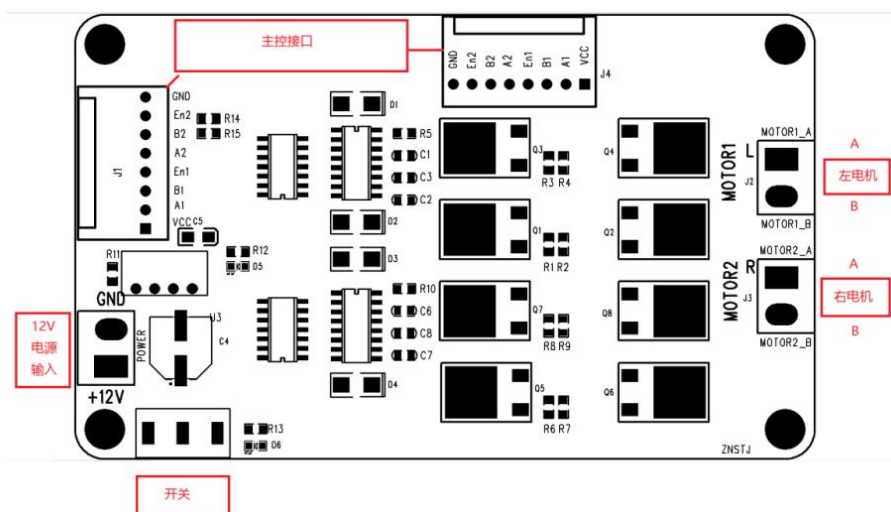 主控接口
GND
En2
B2
A2
En1
B1
A1
VCC
J4
GND
En2
B2
A2
En1
B1
A1
VCC
J1
R14
R15
C5
D1
R5
C1
C3
C2
D2
D3
R12
D5
R11
Q3
R3 R4
Q4
Q1
R1 R2
Q2
MOTOR1
L
MOTOR1_A
J2
MOTOR1_B
A
左电机
B
MOTOR2
R
MOTOR2_A
J3
MOTOR2_B
A
右电机
B
GND
POWER
+12V
12V
电源
输入
U3
C4
R10
C6
C8
C7
D4
Q7
R8 R9
Q8
Q5
R6 R7
Q6
R13
D6
ZNSTJ
开关